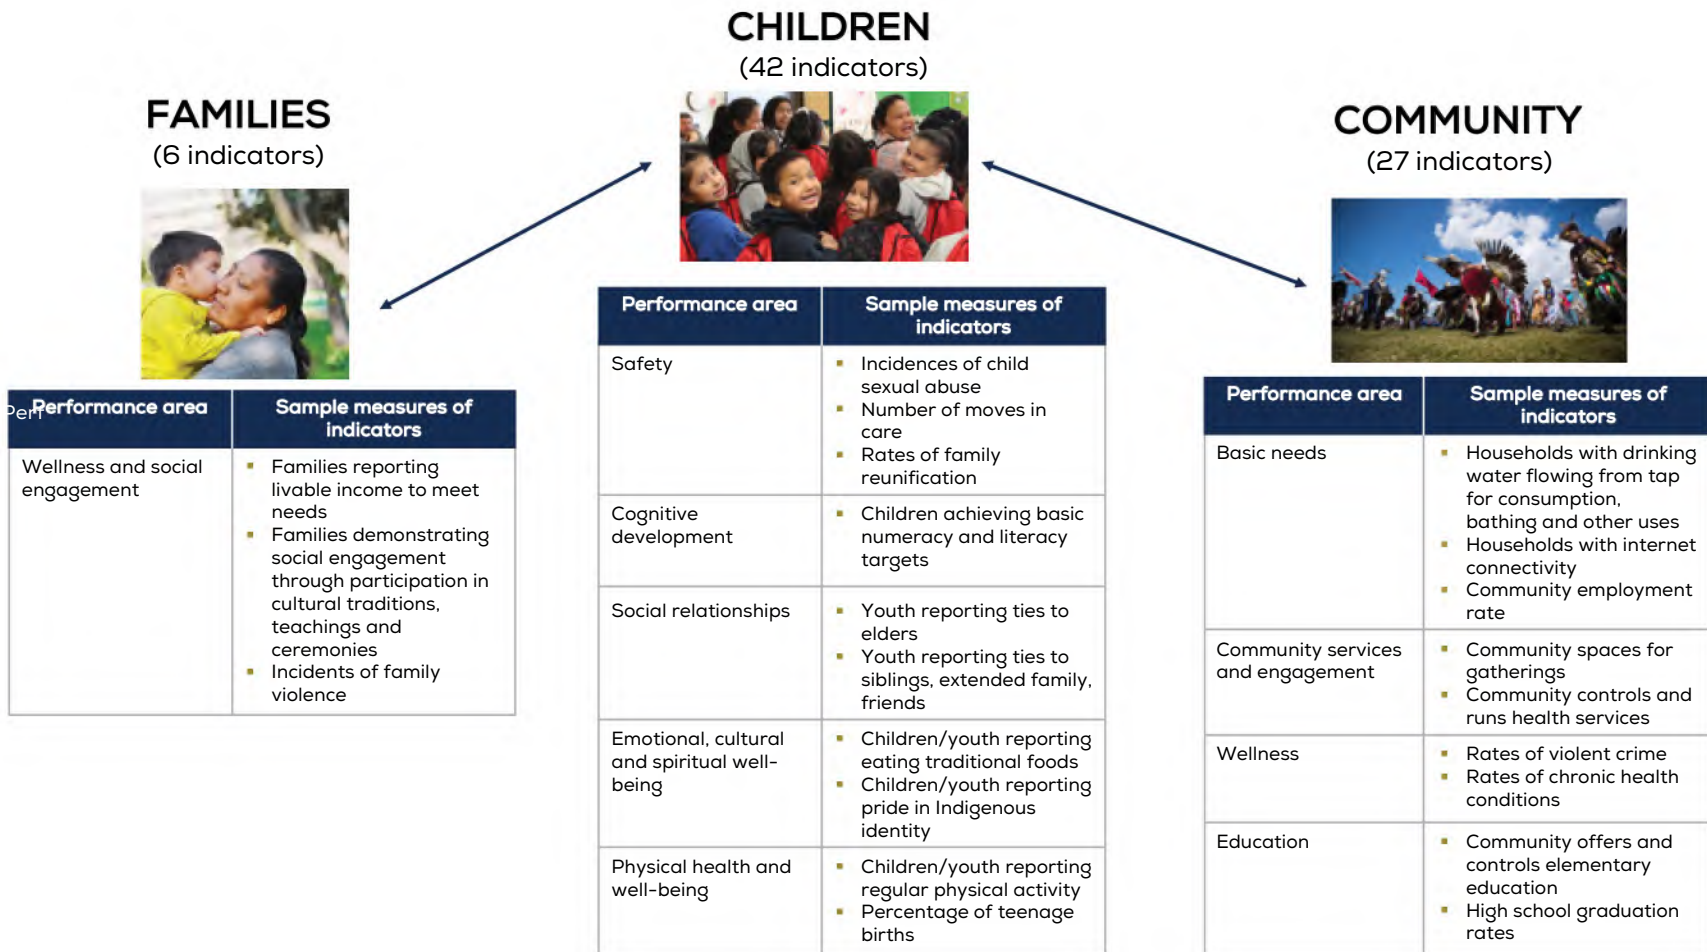 CHILDREN
(42 indicators)
FAMILIES
(6 indicators)
COMMUNITY
(27 indicators)
Perf
Performance area
Sample measures of
indicators
Wellness and social
engagement
▪ Families reporting
livable income to meet
needs
▪ Families demonstrating
social engagement
through participation in
cultural traditions,
teachings and
ceremonies
▪ Incidents of family
violence
Performance area
Sample measures of
indicators
Safety
▪ Incidences of child
sexual abuse
▪ Number of moves in
care
▪ Rates of family
reunification
Cognitive
development
▪ Children achieving basic
numeracy and literacy
targets
Social relationships
▪ Youth reporting ties to
elders
▪ Youth reporting ties to
siblings, extended family,
friends
Emotional, cultural
and spiritual well-
being
▪ Children/youth reporting
eating traditional foods
▪ Children/youth reporting
pride in Indigenous
identity
Physical health and
well-being
▪ Children/youth reporting
regular physical activity
▪ Percentage of teenage
births
Performance area
Sample measures of
indicators
Basic needs
▪ Households with drinking
water flowing from tap
for consumption,
bathing and other uses
▪ Households with internet
connectivity
▪ Community employment
rate
Community services
and engagement
▪ Community spaces for
gatherings
▪ Community controls and
runs health services
Wellness
▪ Rates of violent crime
▪ Rates of chronic health
conditions
Education
▪ Community offers and
controls elementary
education
▪ High school graduation
rates